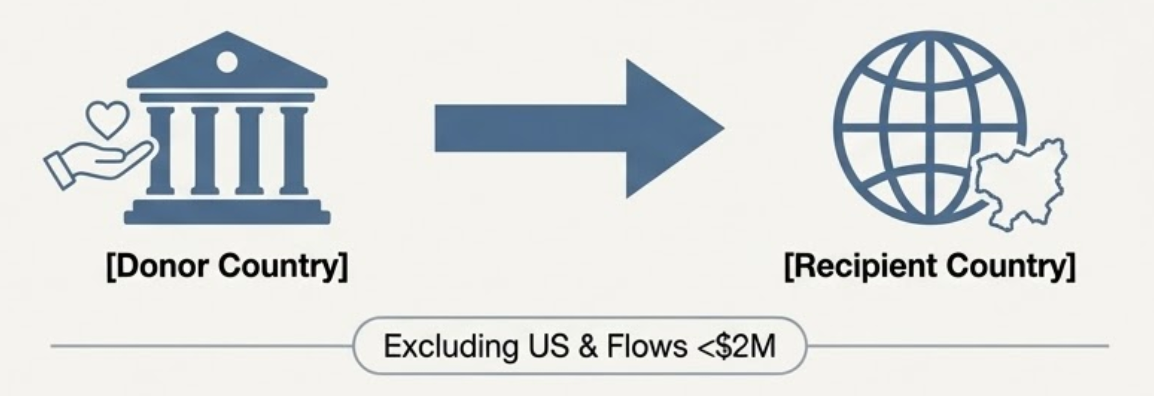 [Donor Country]
[Recipient Country]
Excluding US & Flows <$2M